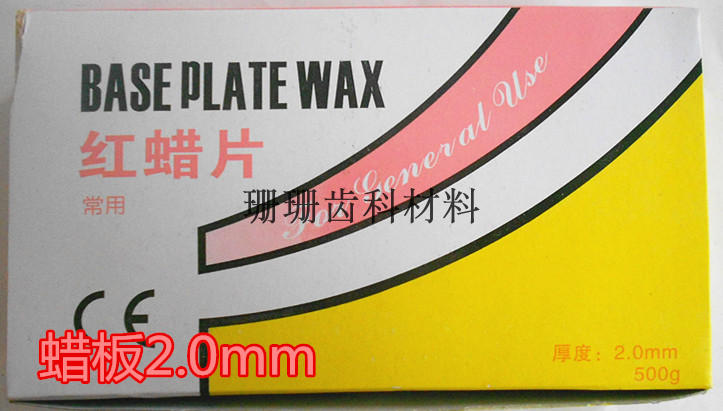 BASE PLATE WAX
红蜡片
常用
For General Use
珊珊齿科材料
CE
蜡板2.0mm
厚度：2.0mm
500g